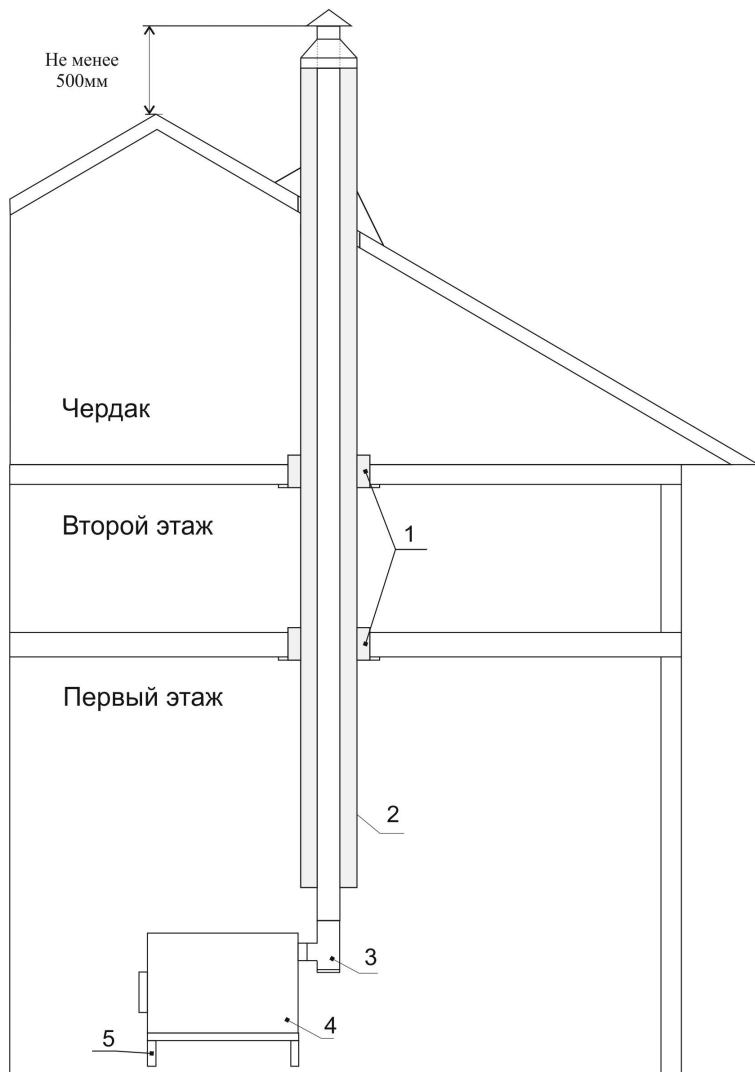 Не менее
500мм
Чердак
Второй этаж
1
Первый этаж
2
3
4
5